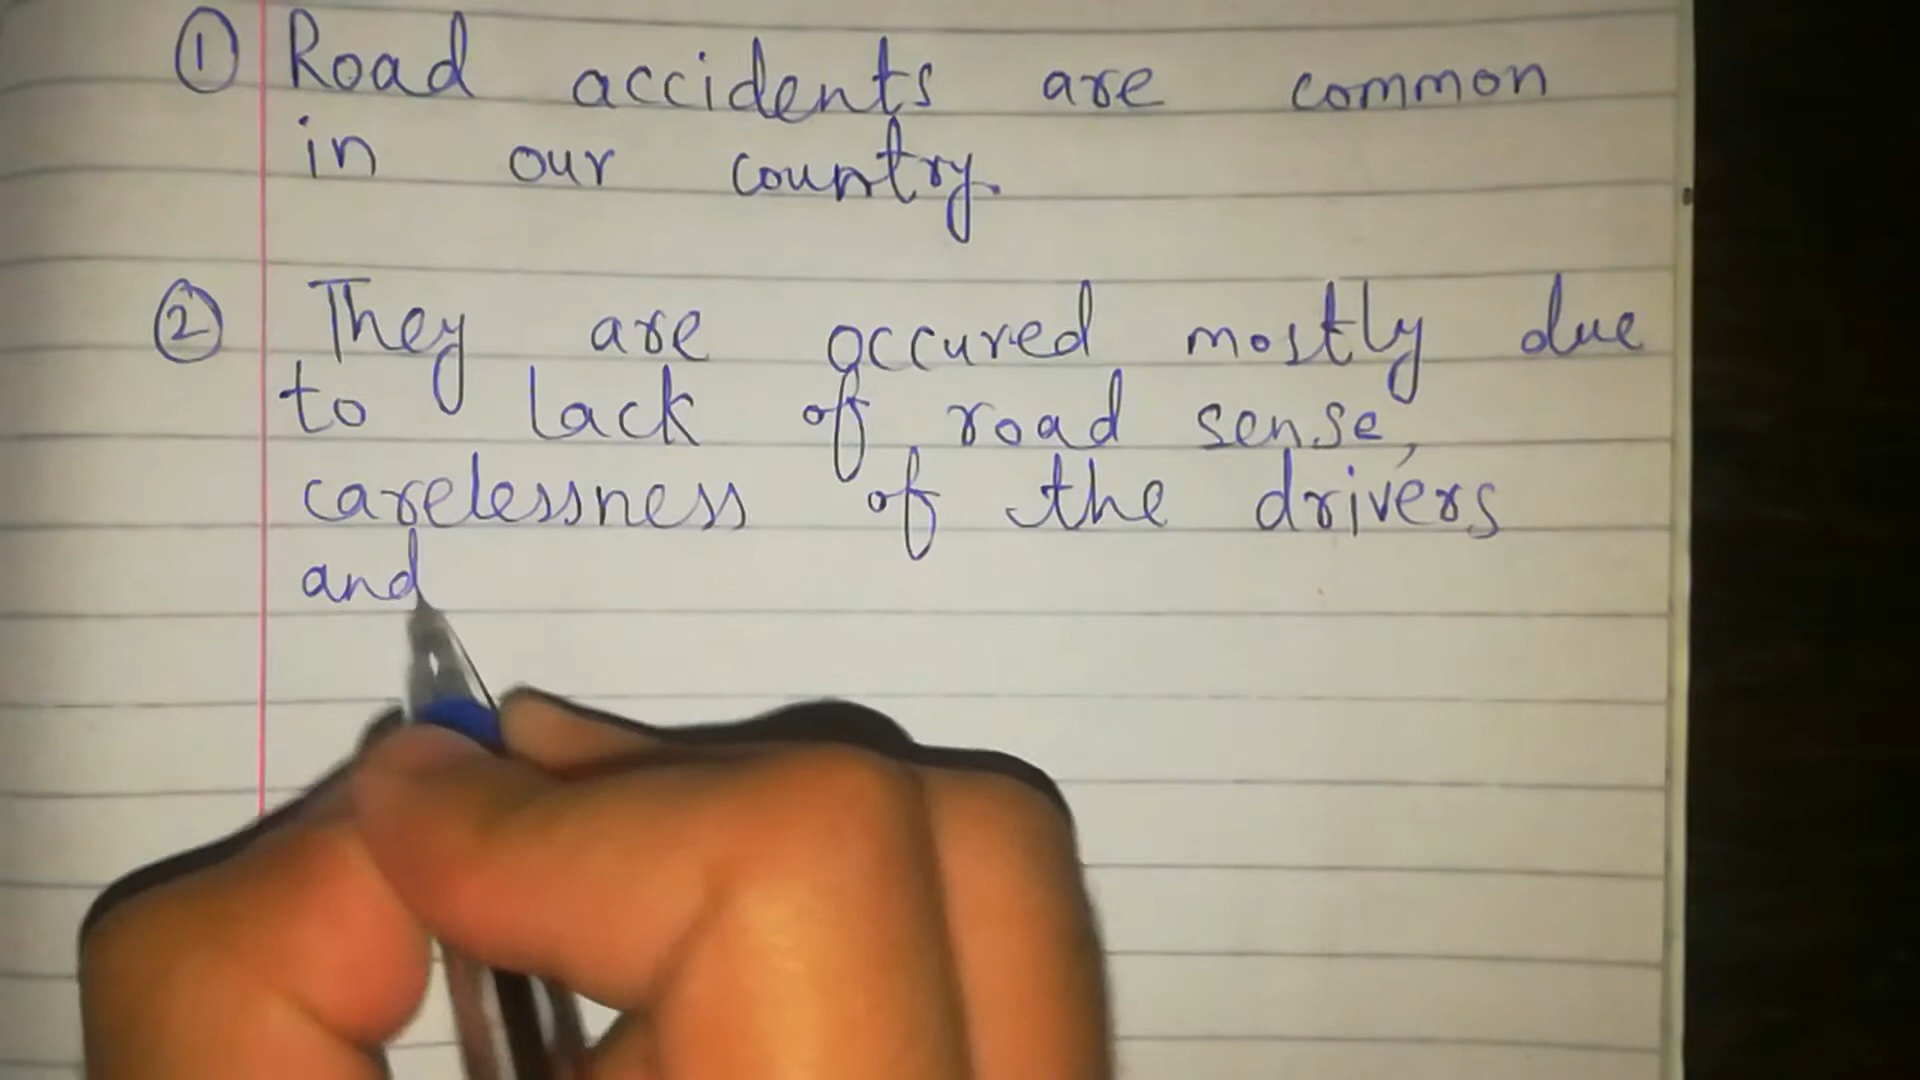 ① Road accidents are common
in our country.
② They are occured mostly due
to lack of road sense,
carelessness of the drivers
and